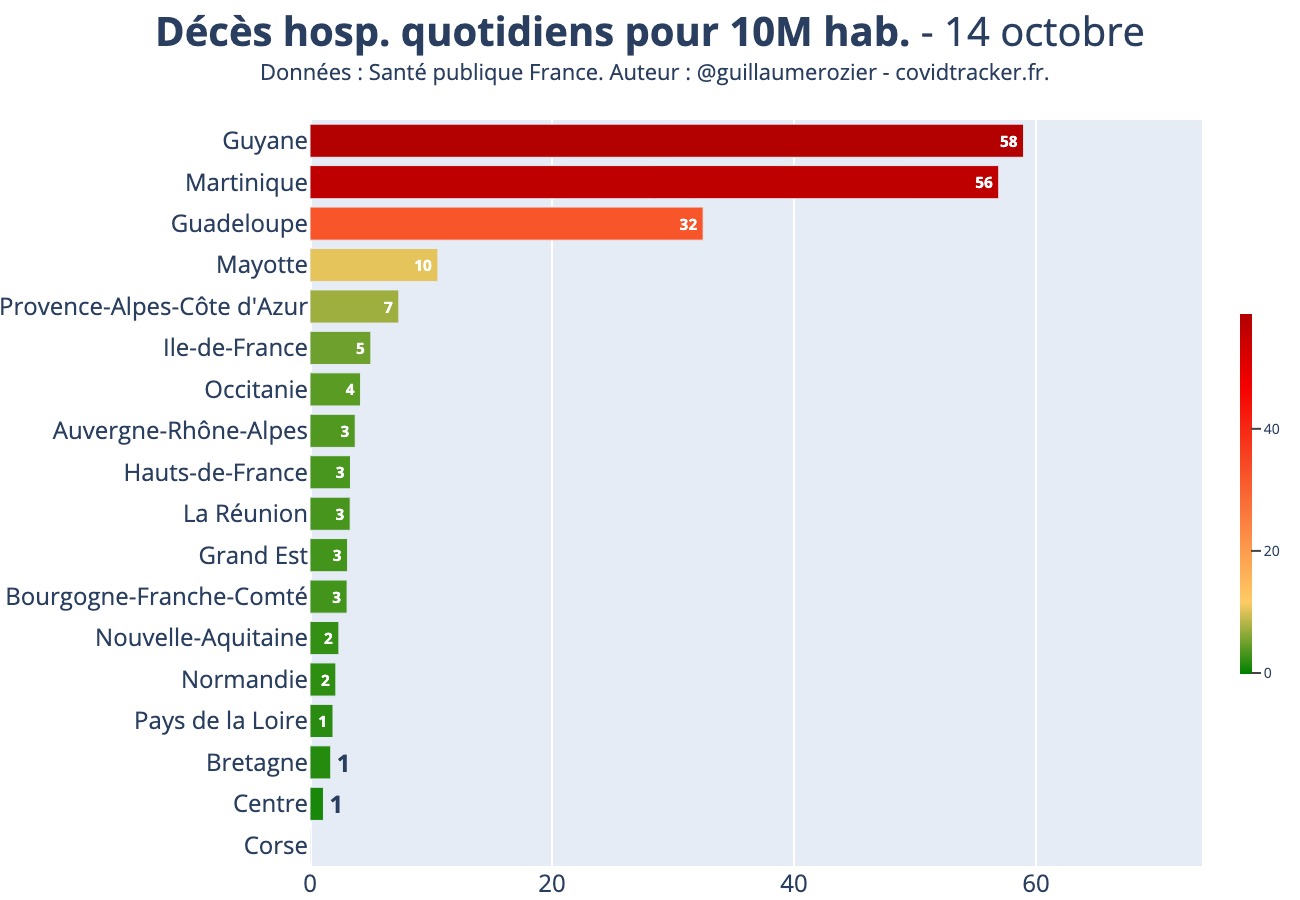 Décès hosp. quotidiens pour 10M hab. - 14 octobre
Données : Santé publique France. Auteur : @guillaumerozier - covidtracker.fr.
Guyane 58
Martinique 56
Guadeloupe 32
Mayotte 10
Provence-Alpes-Côte d'Azur 7
Ile-de-France 5
Occitanie 4
Auvergne-Rhône-Alpes 3
Hauts-de-France 3
La Réunion 3
Grand Est 3
Bourgogne-Franche-Comté 3
Nouvelle-Aquitaine 2
Normandie 2
Pays de la Loire 1
Bretagne 1
Centre 1
Corse
0 20 40 60
40
20
0